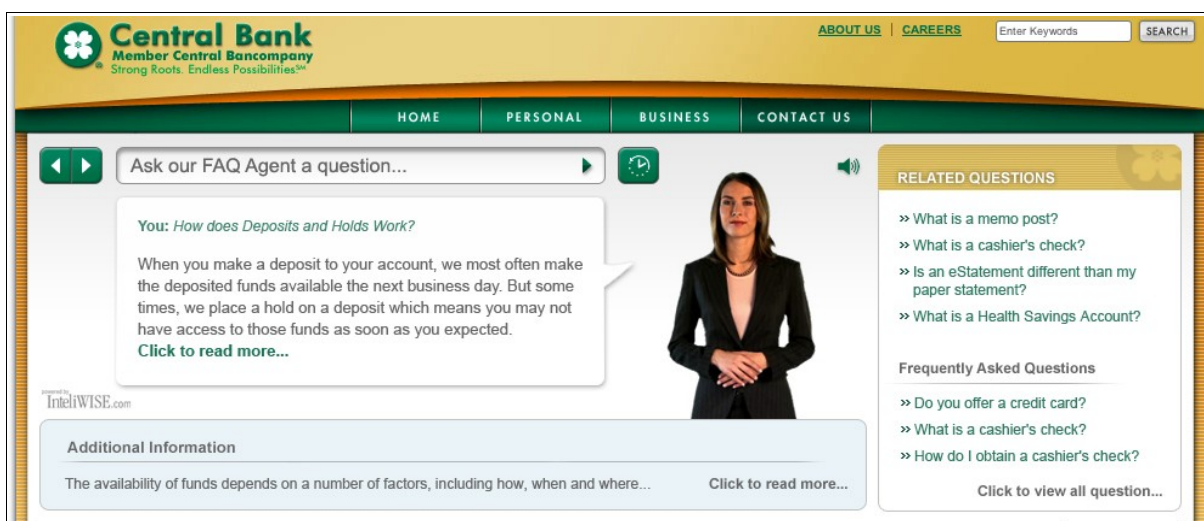 Central Bank
Member Central Bancompany
Strong Roots. Endless Possibilities.℠
ABOUT US | CAREERS
Enter Keywords
SEARCH
HOME
PERSONAL
BUSINESS
CONTACT US
Ask our FAQ Agent a question...
You: How does Deposits and Holds Work?
When you make a deposit to your account, we most often make
the deposited funds available the next business day. But some
times, we place a hold on a deposit which means you may not
have access to those funds as soon as you expected.
Click to read more...
powered by
InteliWISE.com
Additional Information
The availability of funds depends on a number of factors, including how, when and where...
Click to read more...
RELATED QUESTIONS
» What is a memo post?
» What is a cashier's check?
» Is an eStatement different than my
paper statement?
» What is a Health Savings Account?
Frequently Asked Questions
» Do you offer a credit card?
» What is a cashier's check?
» How do I obtain a cashier's check?
Click to view all question...